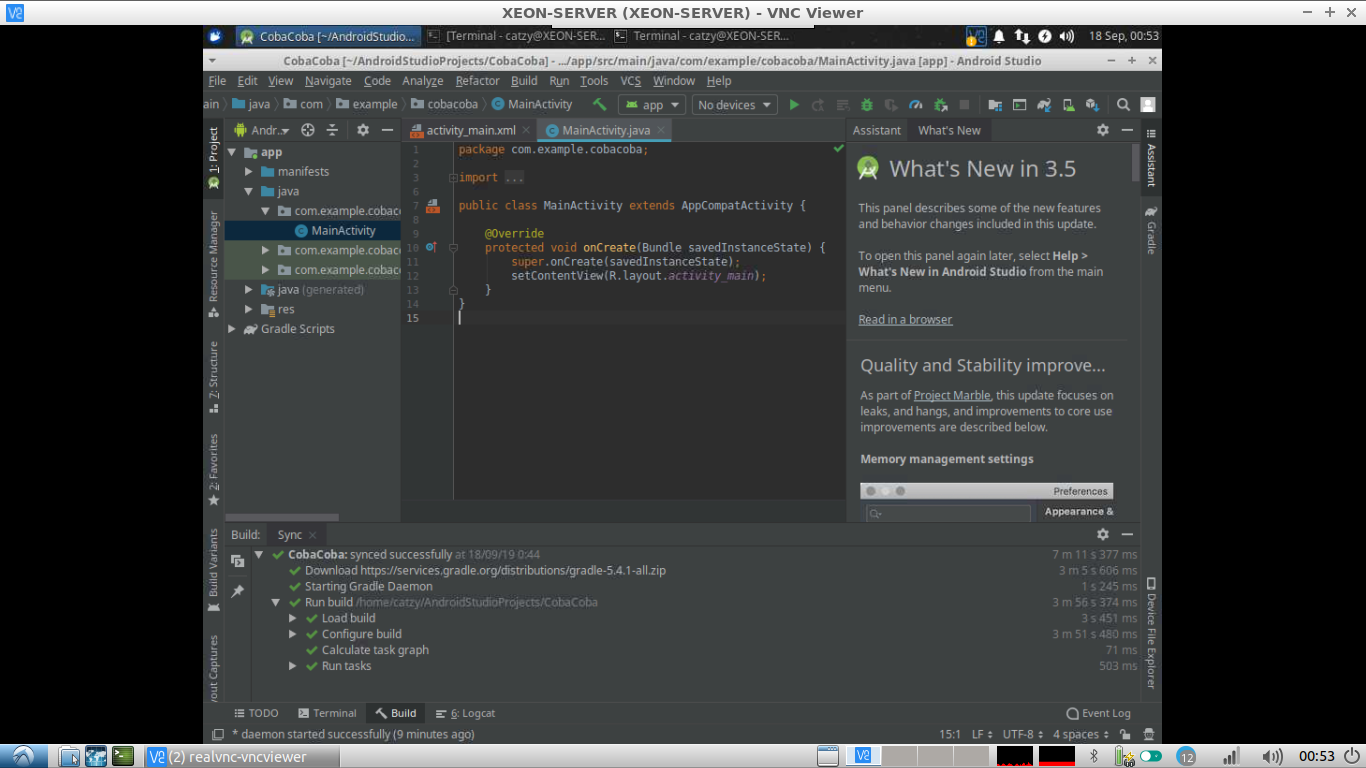 XEON-SERVER (XEON-SERVER) - VNC Viewer
CobaCoba [~/AndroidStudio...
[Terminal - catzy@XEON-SER...
Terminal - catzy@XEON-SER...
18 Sep, 00:53
CobaCoba [~/AndroidStudioProjects/CobaCoba] - .../app/src/main/java/com/example/cobacoba/MainActivity.java [app] - Android Studio
File Edit View Navigate Code Analyze Refactor Build Run Tools VCS Window Help
ain java com example cobacoba MainActivity app No devices
1: Project
Resource Manager
7: Structure
2: Favorites
Build Variants
yout Captures
Andr...
app
manifests
java
com.example.cobac
MainActivity
com.example.cobac
com.example.cobac
java (generated)
res
Gradle Scripts
activity_main.xml
MainActivity.java
1 package com.example.cobacoba;
2
3 import ...
6
7 public class MainActivity extends AppCompatActivity {
8
9 @Override
10 protected void onCreate(Bundle savedInstanceState) {
11 super.onCreate(savedInstanceState);
12 setContentView(R.layout.activity_main);
13 }
14 }
15
Assistant What's New
What's New in 3.5
This panel describes some of the new features
and behavior changes included in this update.
To open this panel again later, select Help >
What's New in Android Studio from the main
menu.
Read in a browser
Quality and Stability improve...
As part of Project Marble, this update focuses on
leaks, and hangs, and improvements to core use
improvements are described below.
Memory management settings
Preferences
Appearance &
Assistant
Gradle
Device File Explorer
Build: Sync
CobaCoba: synced successfully at 18/09/19 0:44 7 m 11 s 377 ms
Download https://services.gradle.org/distributions/gradle-5.4.1-all.zip 3 m 5 s 606 ms
Starting Gradle Daemon 1 s 245 ms
Run build /home/catzy/AndroidStudioProjects/CobaCoba 3 m 56 s 374 ms
Load build 3 s 451 ms
Configure build 3 m 51 s 480 ms
Calculate task graph 71 ms
Run tasks 503 ms
TODO Terminal Build 6: Logcat Event Log
* daemon started successfully (9 minutes ago) 15:1 LF UTF-8 4 spaces
(2) realvnc-vncviewer
12
00:53